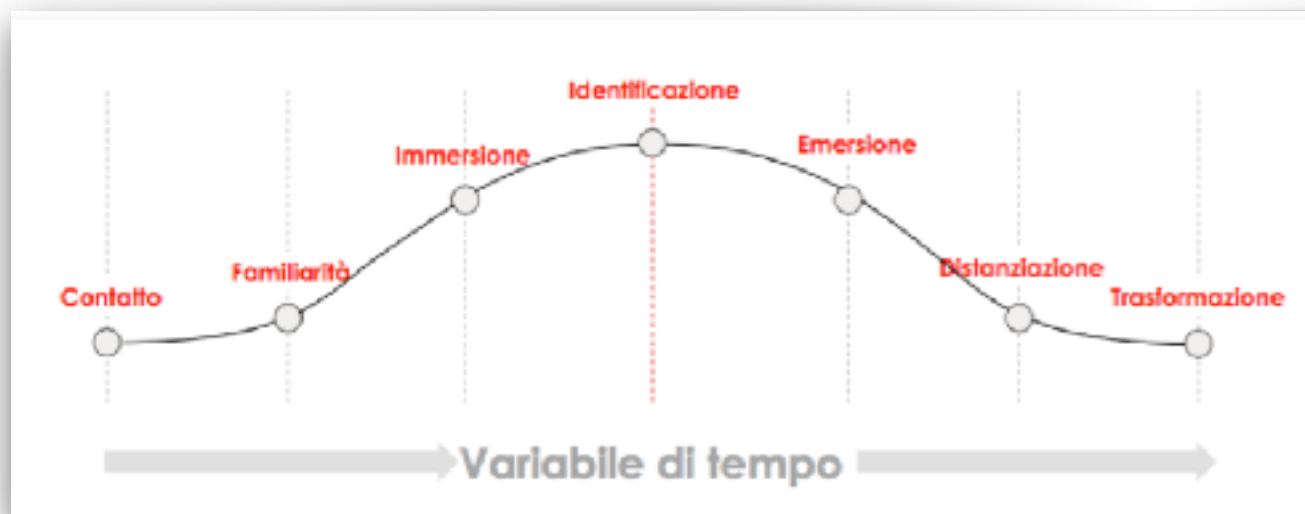 Contatto
Familiarità
Immersione
Identificazione
Emersione
Distanziazione
Trasformazione
Variabile di tempo